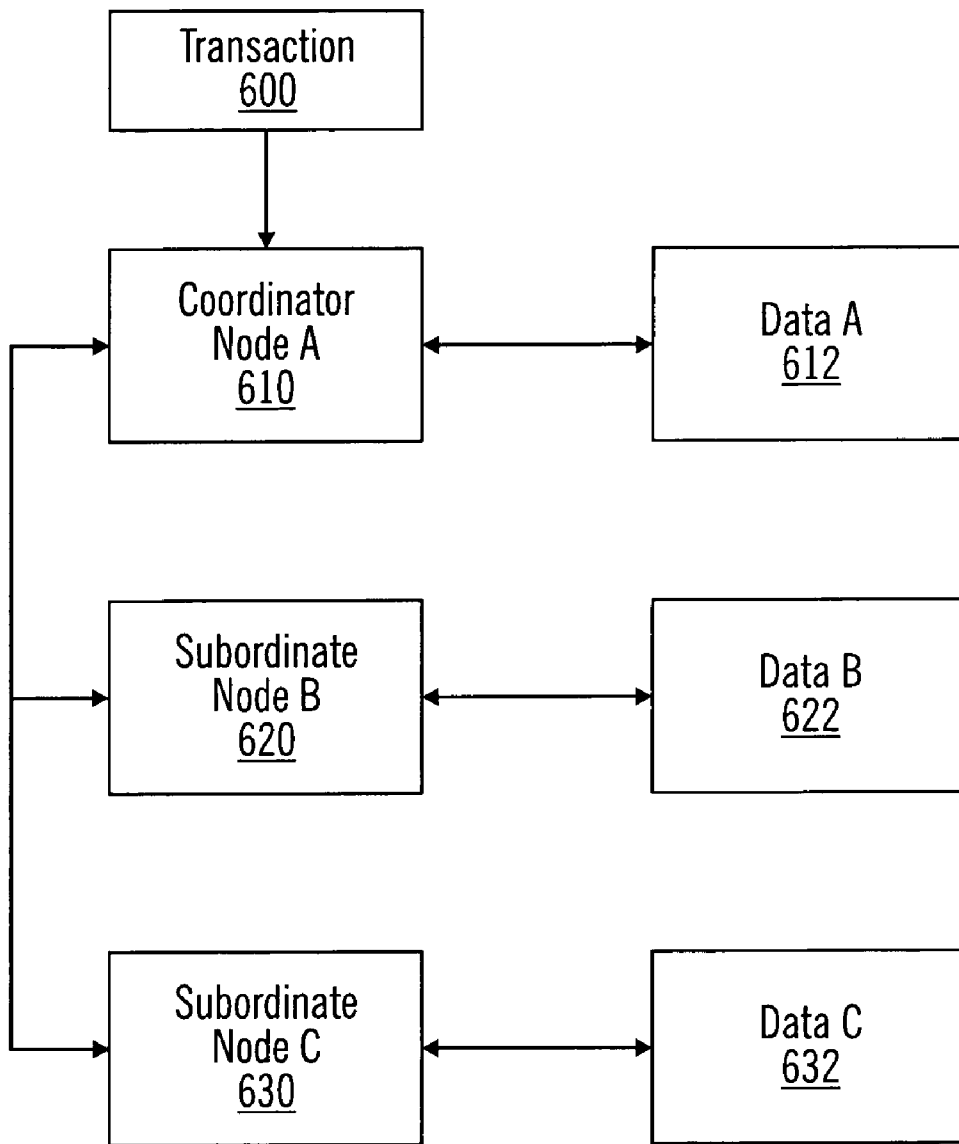 Transaction
600
Coordinator
Node A
610
Data A
612
Subordinate
Node B
620
Data B
622
Subordinate
Node C
630
Data C
632